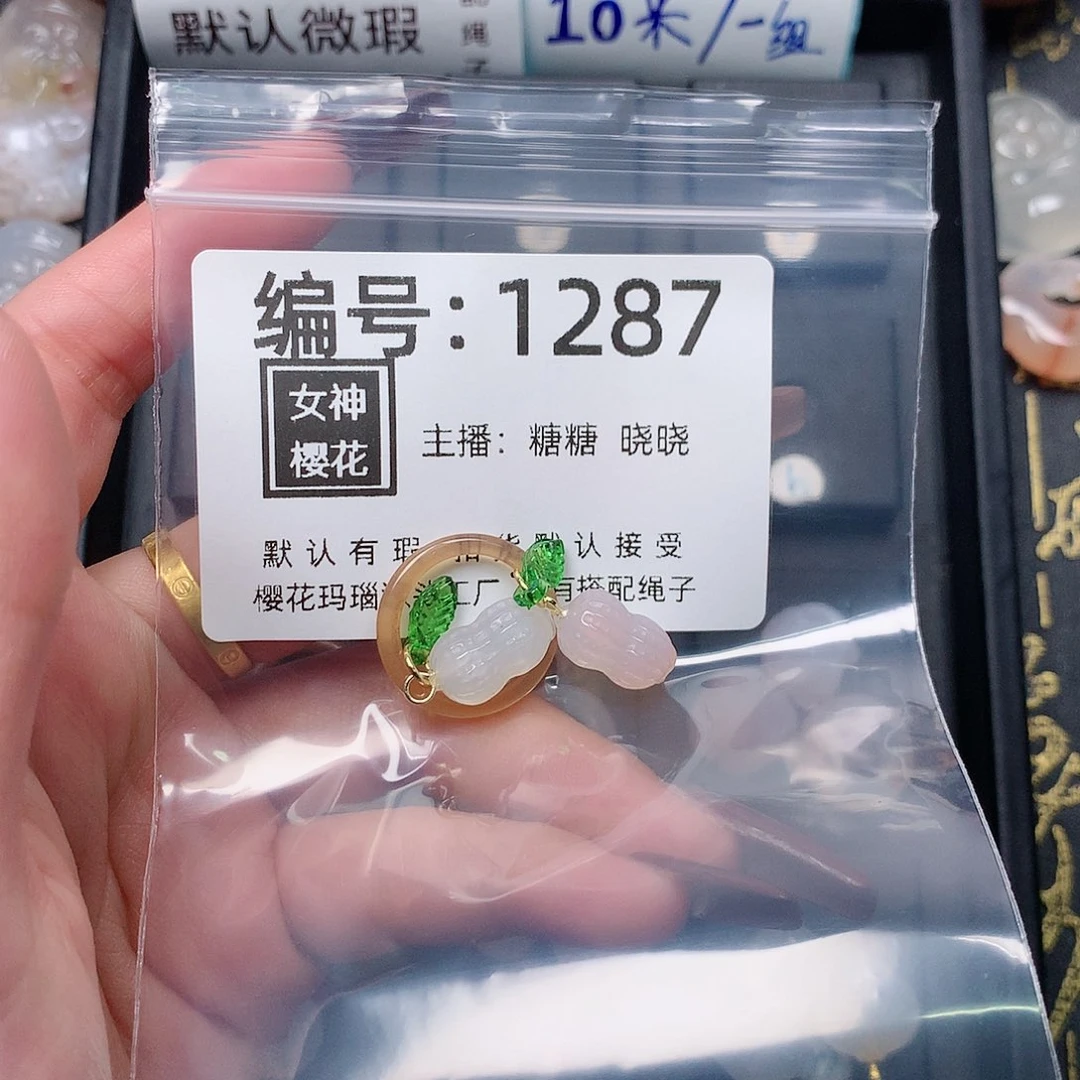 默认微瑕
绳子
10米/一组
编号:1287
女神
樱花
主播: 糖糖 晓晓
默认有瑕 默认接受
樱花玛瑙 工厂 有搭配绳子